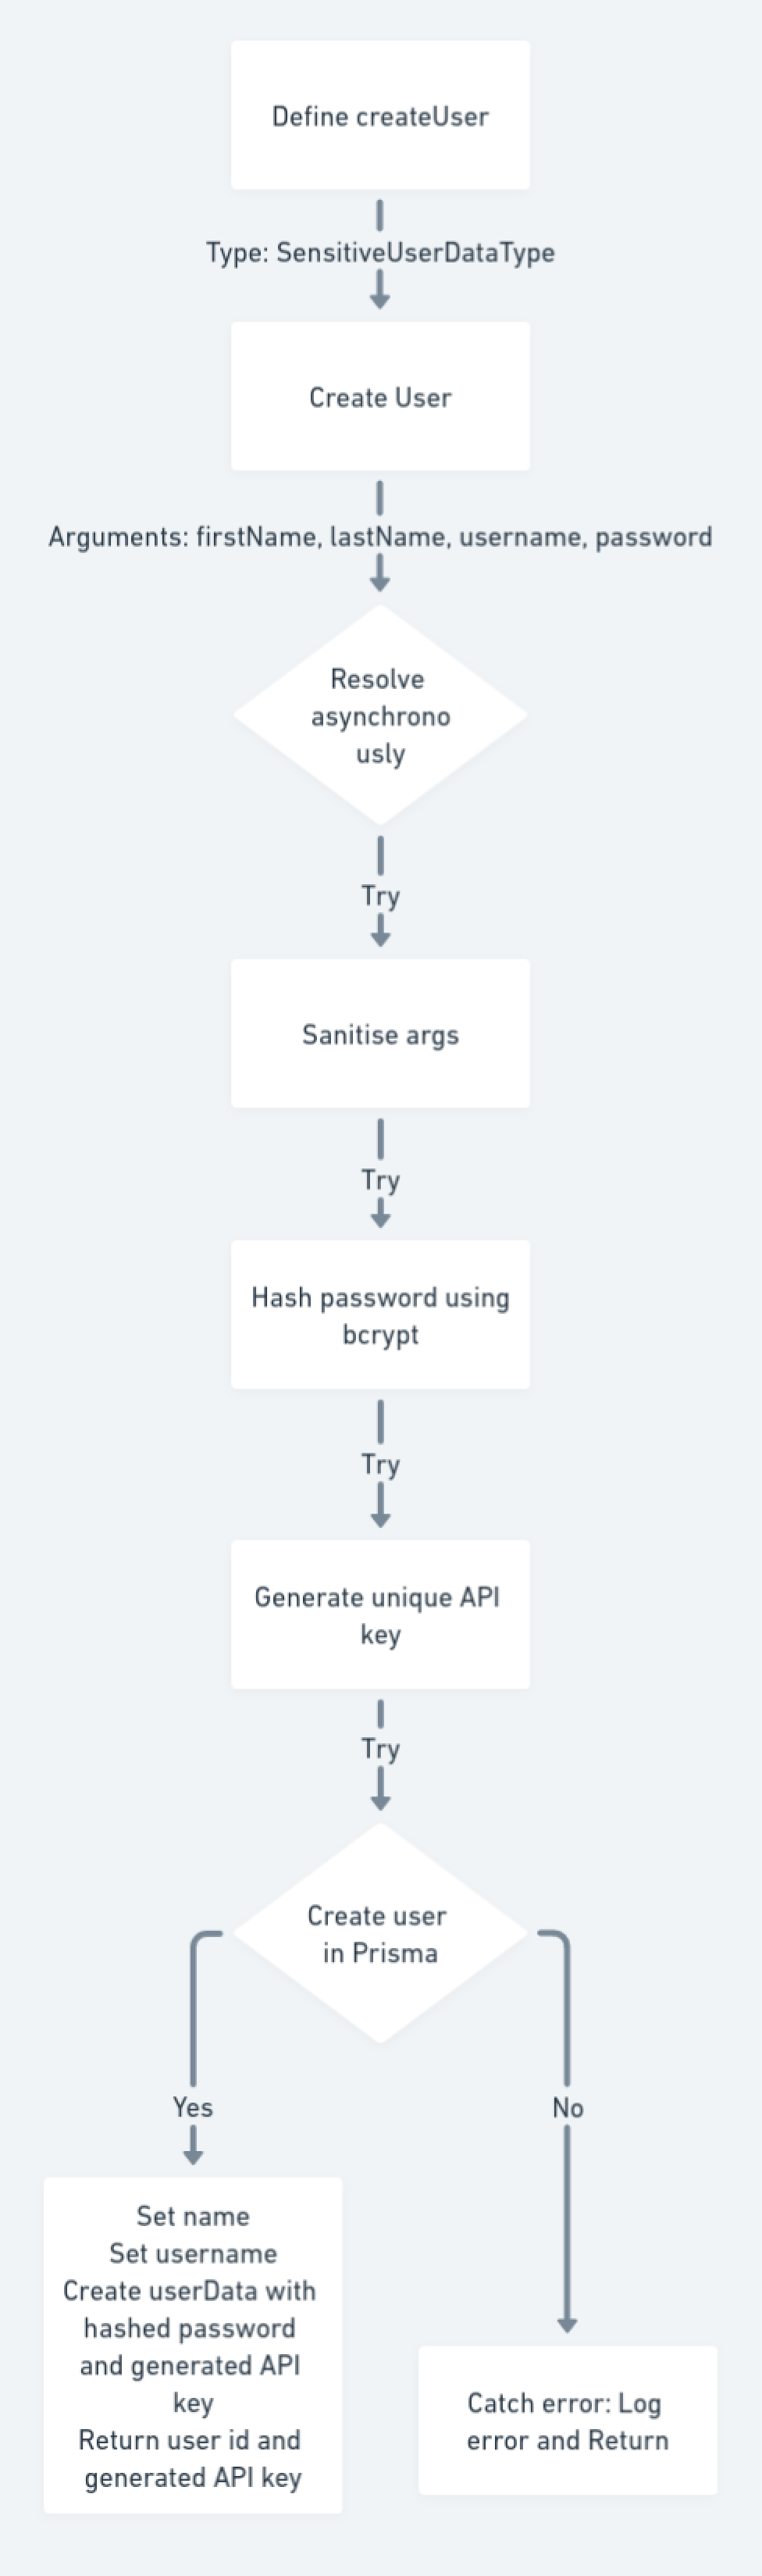 Define createUser
Type: SensitiveUserDataType
Create User
Arguments: firstName, lastName, username, password
Resolve
asynchrono
usly
Try
Sanitise args
Try
Hash password using
bcrypt
Try
Generate unique API
key
Try
Create user
in Prisma
Yes
No
Set name
Set username
Create userData with
hashed password
and generated API
key
Return user id and
generated API key
Catch error: Log
error and Return